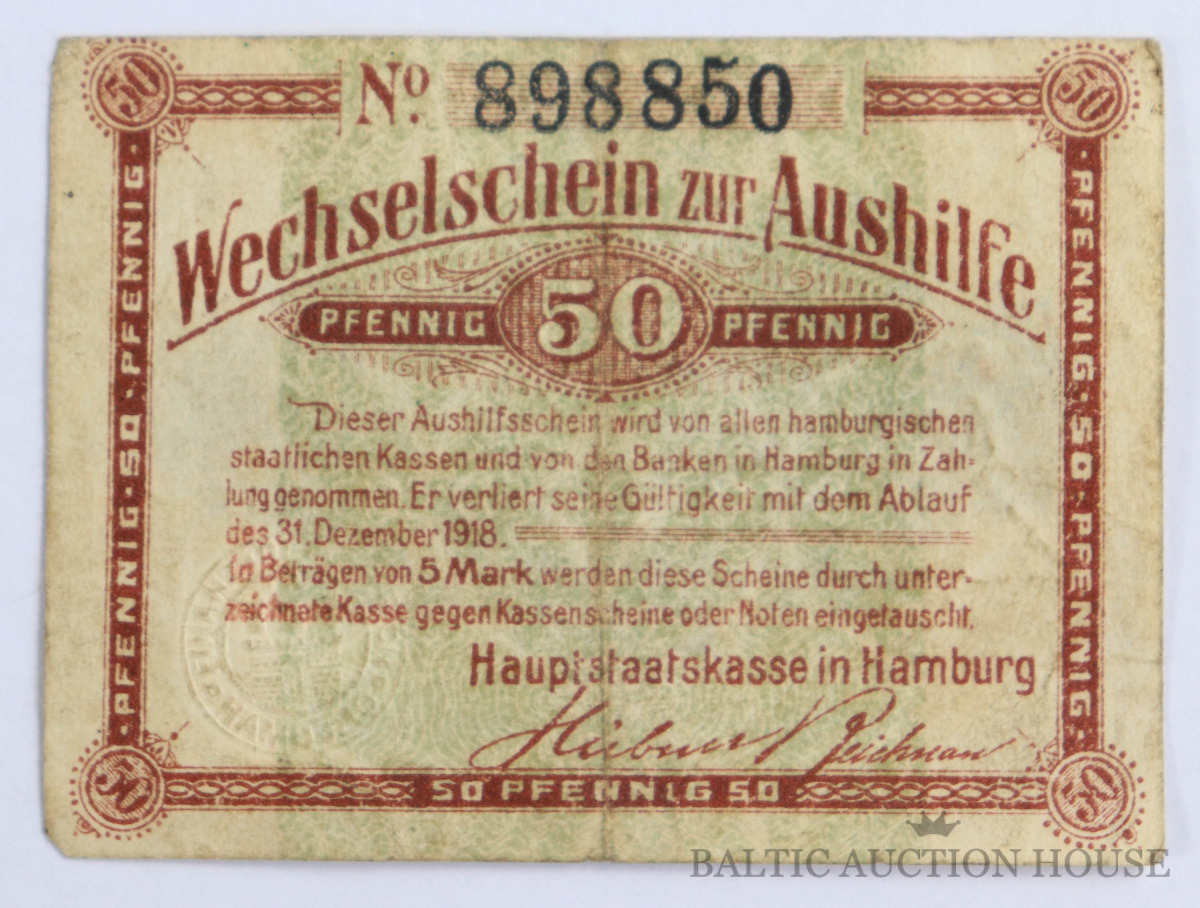 50
50
No. 898850
Wechselschein zur Aushilfe
PFENNIG 50 PFENNIG
Dieser Aushilfsschein wird von allen hamburgischen
staatlichen Kassen und von den Banken in Hamburg in Zah=
lung genommen. Er verliert seine Gültigkeit mit dem Ablauf
des 31. Dezember 1918.
In Beträgen von 5 Mark werden diese Scheine durch unter-
zeichnete Kasse gegen Kassenscheine oder Noten eingetauscht.
Hauptstaatskasse in Hamburg
Hübner
· PFENNIG · 50 · PFENNIG ·
· PFENNIG · 50 · PFENNIG ·
50
50 PFENNIG 50
50
BALTIC AUCTION HOUSE